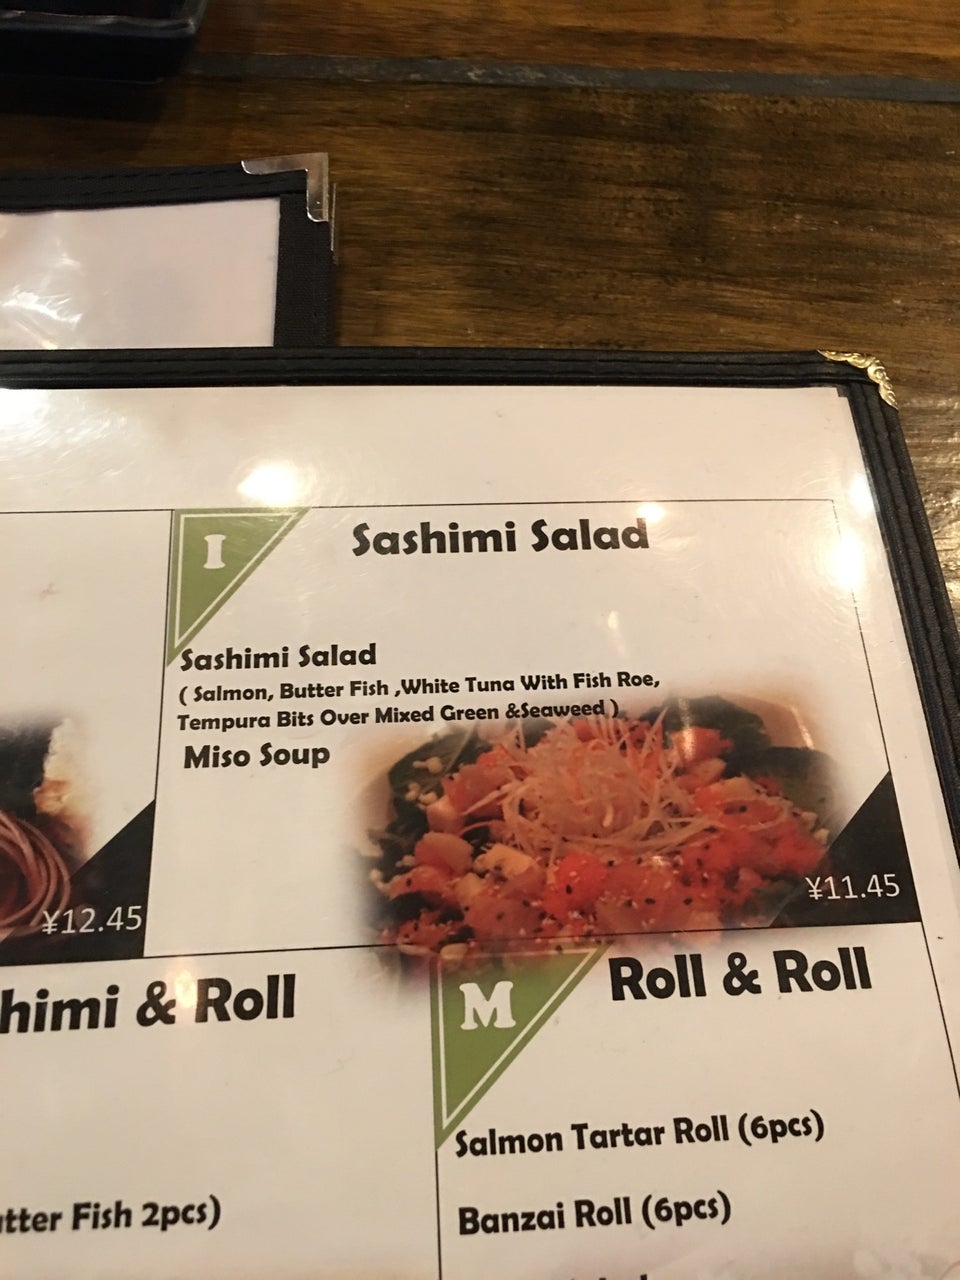 I
Sashimi Salad
Sashimi Salad
( Salmon, Butter Fish ,White Tuna With Fish Roe,
Tempura Bits Over Mixed Green &Seaweed )
Miso Soup
¥12.45
¥11.45
himi & Roll
M
Roll & Roll
Salmon Tartar Roll (6pcs)
tter Fish 2pcs)
Banzai Roll (6pcs)